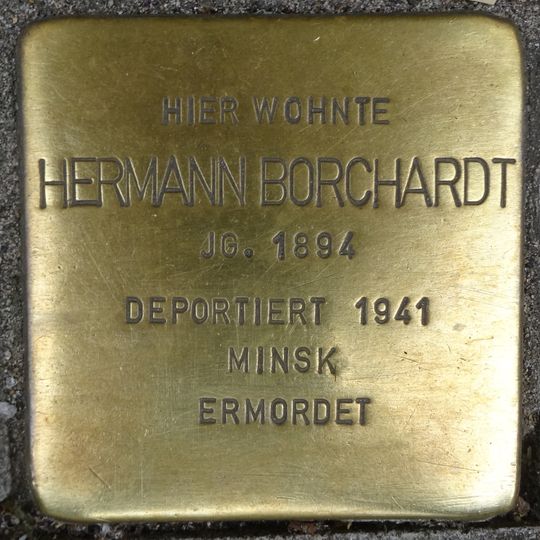 HIER WOHNTE
HERMANN BORCHARDT
JG. 1894
DEPORTIERT 1941
MINSK
ERMORDET